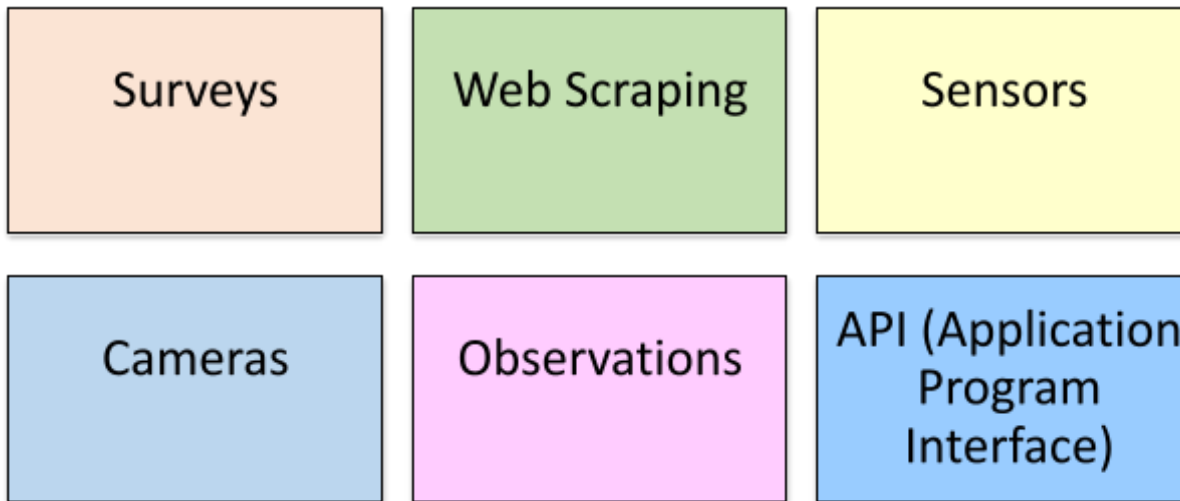 Surveys
Web Scraping
Sensors
Cameras
Observations
API (Application
Program
Interface)